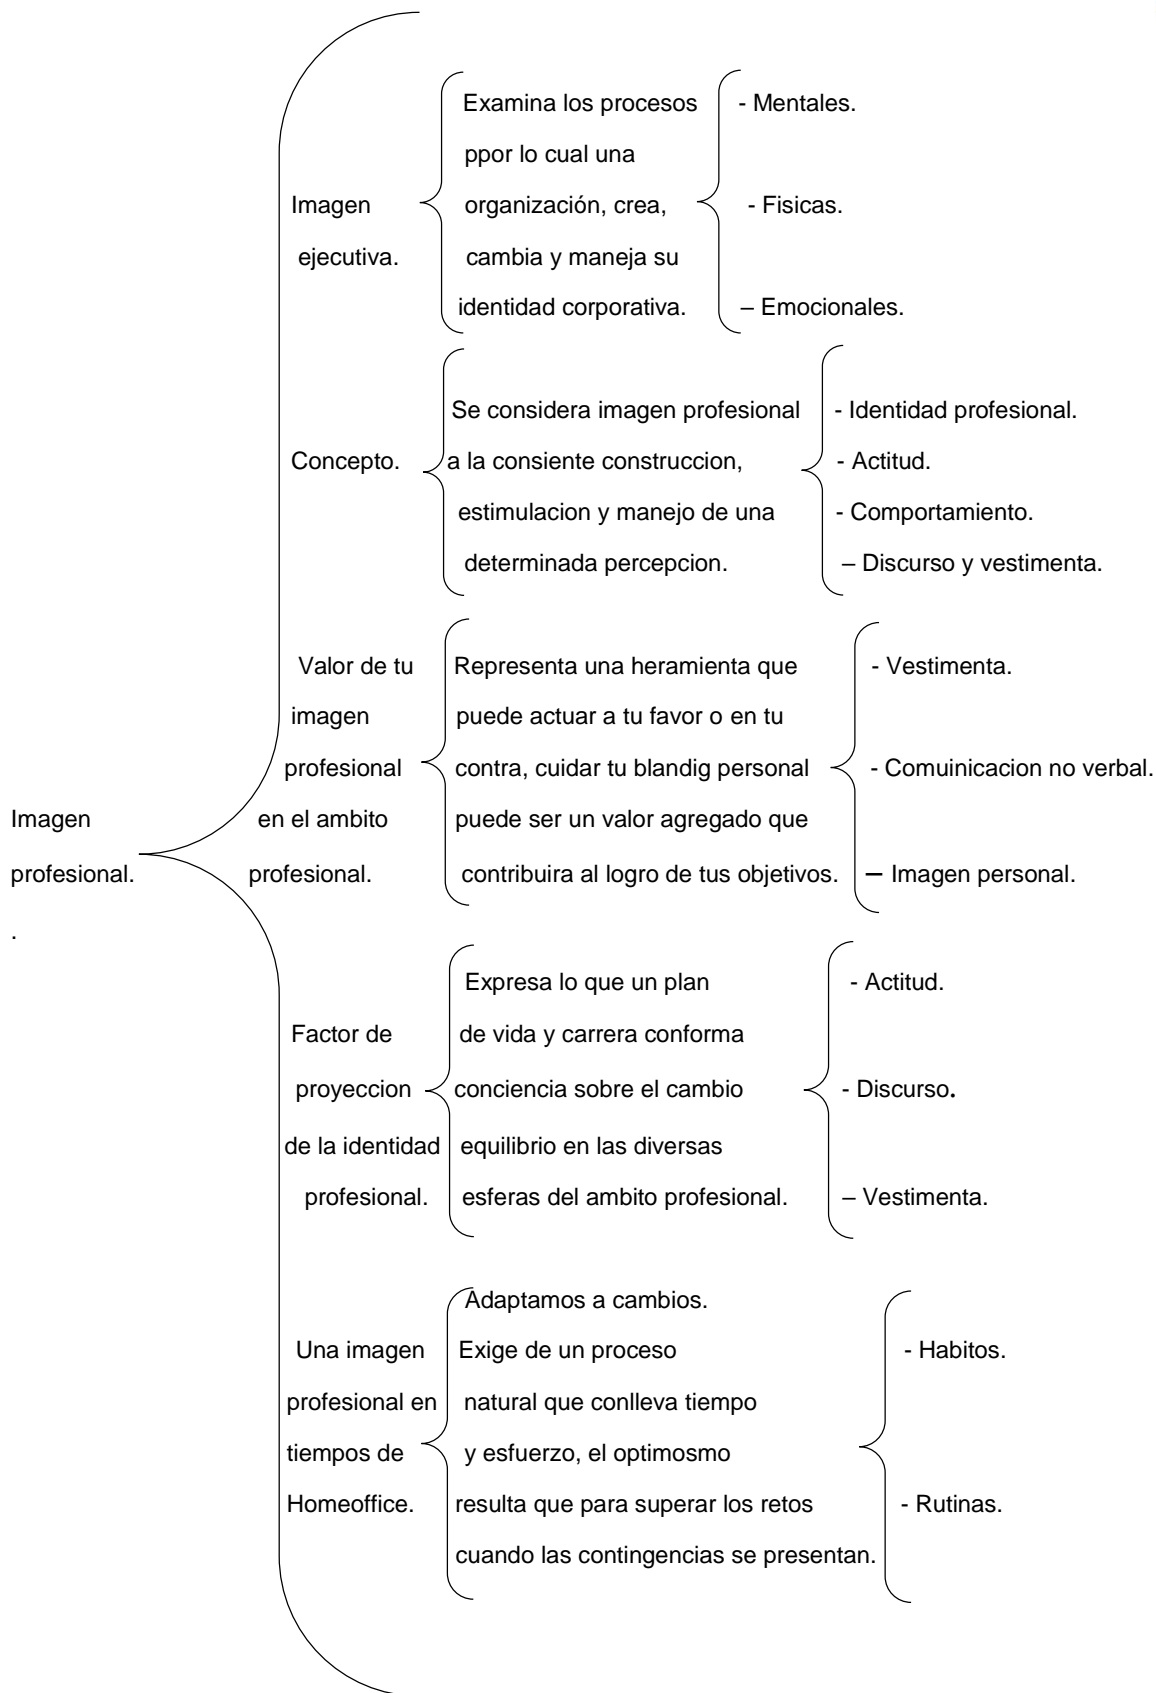 Imagen
profesional.
.
Imagen
ejecutiva.
Examina los procesos
ppor lo cual una
organización, crea,
cambia y maneja su
identidad corporativa.
- Mentales.
- Fisicas.
– Emocionales.
Concepto.
Se considera imagen profesional
a la consiente construccion,
estimulacion y manejo de una
determinada percepcion.
- Identidad profesional.
- Actitud.
- Comportamiento.
– Discurso y vestimenta.
Valor de tu
imagen
profesional
en el ambito
profesional.
Representa una heramienta que
puede actuar a tu favor o en tu
contra, cuidar tu blandig personal
puede ser un valor agregado que
contribuira al logro de tus objetivos.
- Vestimenta.
- Comuinicacion no verbal.
– Imagen personal.
Factor de
proyeccion
de la identidad
profesional.
Expresa lo que un plan
de vida y carrera conforma
conciencia sobre el cambio
equilibrio en las diversas
esferas del ambito profesional.
- Actitud.
- Discurso.
– Vestimenta.
Una imagen
profesional en
tiempos de
Homeoffice.
Adaptamos a cambios.
Exige de un proceso
natural que conlleva tiempo
y esfuerzo, el optimosmo
resulta que para superar los retos
cuando las contingencias se presentan.
- Habitos.
- Rutinas.